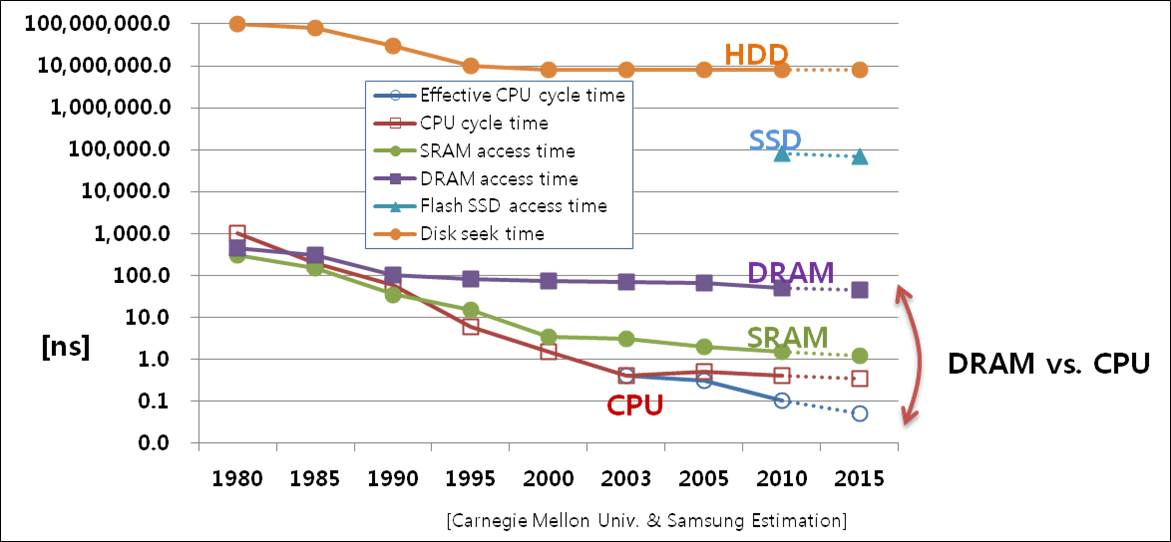 100,000,000.0
10,000,000.0
1,000,000.0
100,000.0
10,000.0
1,000.0
100.0
10.0
1.0
0.1
0.0
[ns]
HDD
Effective CPU cycle time
CPU cycle time
SRAM access time
DRAM access time
Flash SSD access time
Disk seek time
SSD
DRAM
SRAM
CPU
DRAM vs. CPU
1980 1985 1990 1995 2000 2003 2005 2010 2015
[Carnegie Mellon Univ. & Samsung Estimation]